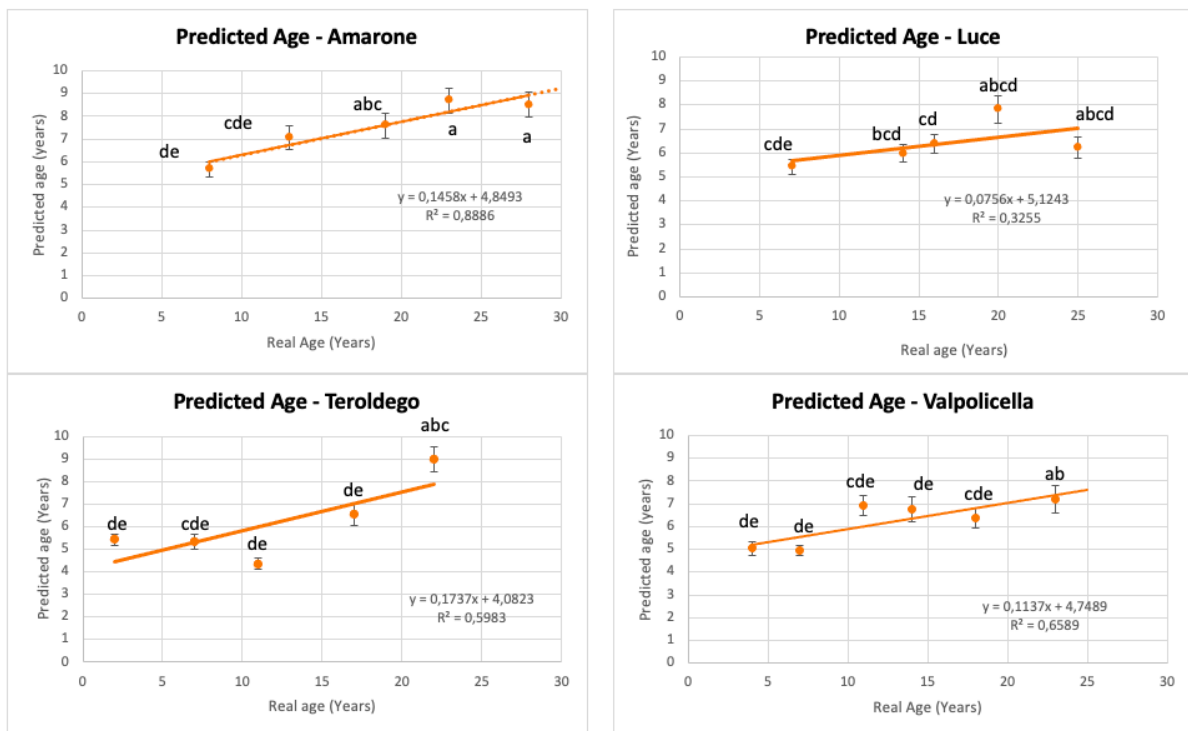 Predicted Age - Amarone
Predicted age (years)
10
9
8
7
6
5
4
3
2
1
0
de
cde
abc
a
a
y = 0,1458x + 4,8493
R² = 0,8886
0 5 10 15 20 25 30
Real Age (Years)
Predicted Age - Luce
Predicted age (years)
10
9
8
7
6
5
4
3
2
1
0
cde
bcd
cd
abcd
abcd
y = 0,0756x + 5,1243
R² = 0,3255
0 5 10 15 20 25 30
Real age (Years)
Predicted Age - Teroldego
Predicted age (Years)
10
9
8
7
6
5
4
3
2
1
0
de
cde
de
de
abc
y = 0,1737x + 4,0823
R² = 0,5983
0 5 10 15 20 25 30
Real age (Years)
Predicted Age - Valpolicella
Predicted age (years)
10
9
8
7
6
5
4
3
2
1
0
de
de
cde
de
cde
ab
y = 0,1137x + 4,7489
R² = 0,6589
0 5 10 15 20 25 30
Real Age (Years)